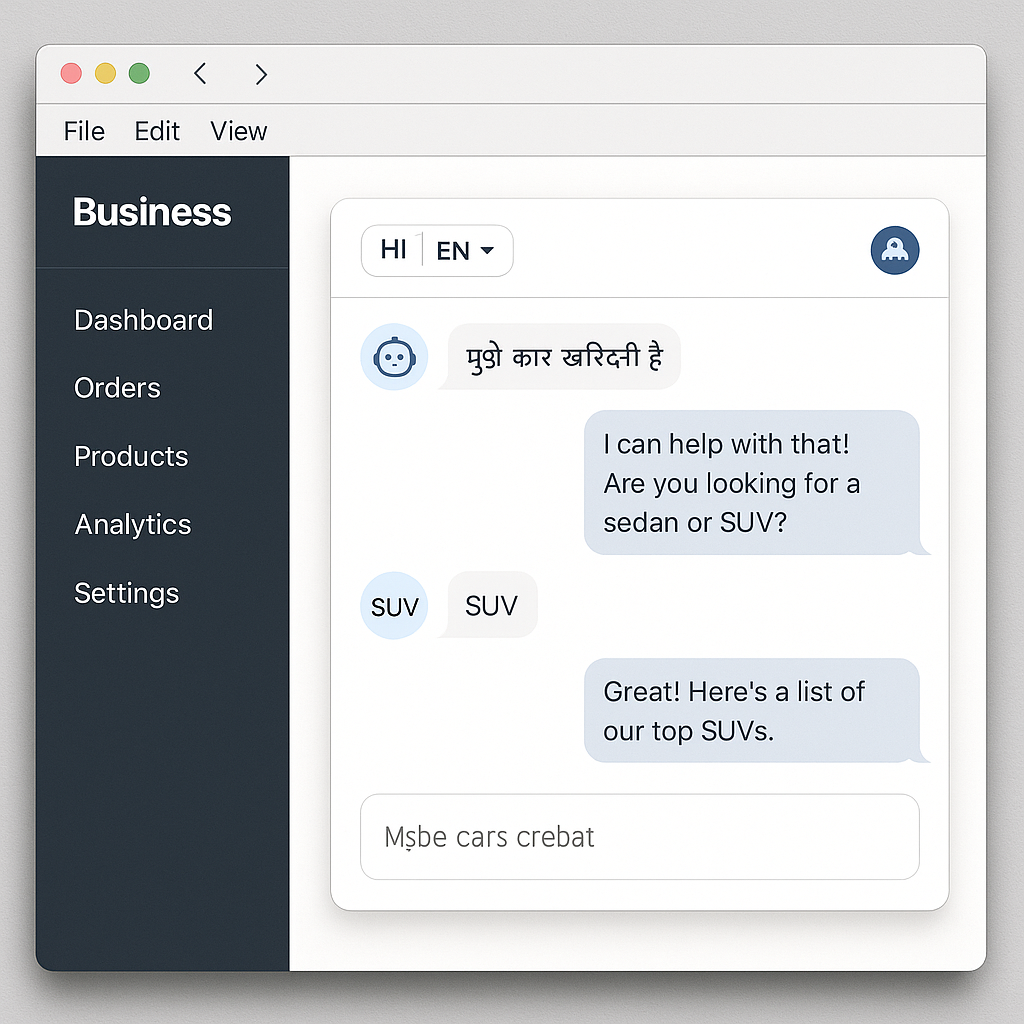 File Edit View
Business
Dashboard
Orders
Products
Analytics
Settings
HI EN
कार खरिदनी है
I can help with that!
Are you looking for a
sedan or SUV?
SUV SUV
Great! Here's a list of
our top SUVs.
cars crebat